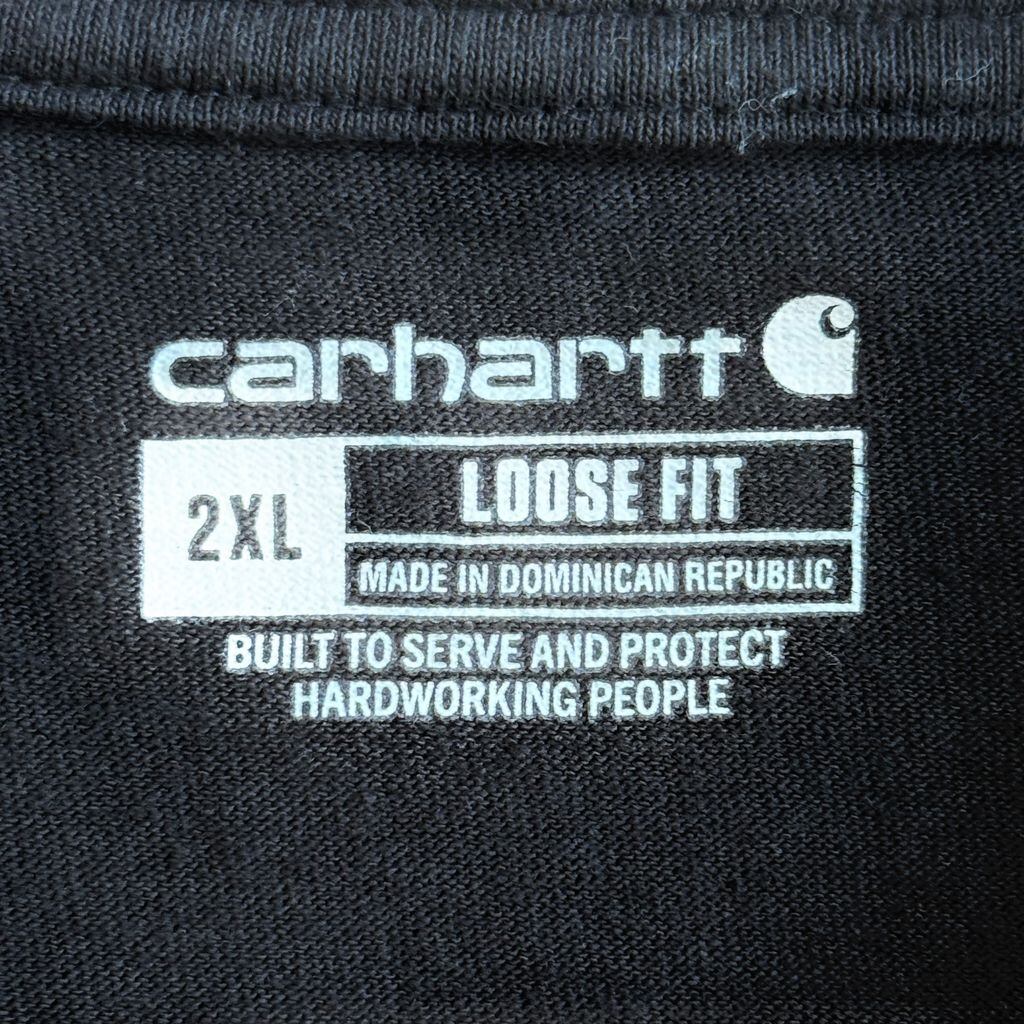 carhartt
2XL
LOOSE FIT
MADE IN DOMINICAN REPUBLIC
BUILT TO SERVE AND PROTECT
HARDWORKING PEOPLE